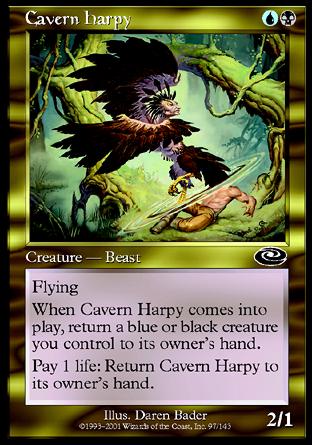 Cavern Harpy
Creature — Beast
Flying
When Cavern Harpy comes into
play, return a blue or black creature
you control to its owner's hand.
Pay 1 life: Return Cavern Harpy to
its owner's hand.
Illus. Daren Bader
©1993–2001 Wizards of the Coast, Inc. 97/143
2/1